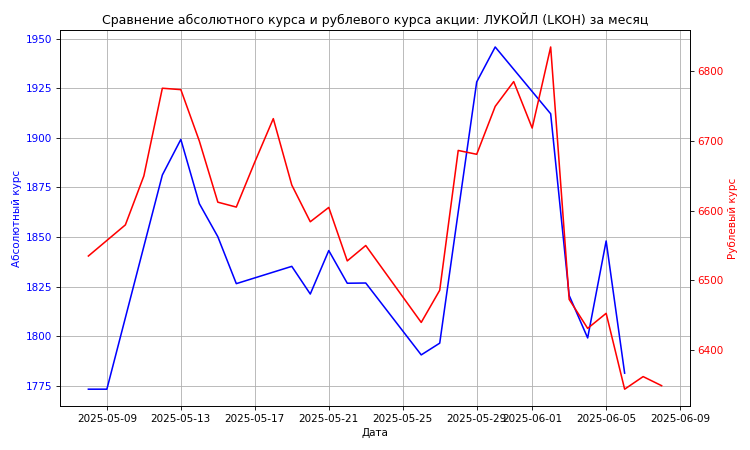 Сравнение абсолютного курса и рублевого курса акции: ЛУКОЙЛ (LKOH) за месяц
1950
1925
1900
1875
1850
1825
1800
1775
Абсолютный курс
6800
6700
6600
6500
6400
Рублевый курс
2025-05-09 2025-05-13 2025-05-17 2025-05-21 2025-05-25 2025-05-29 2025-06-01 2025-06-05 2025-06-09
Дата